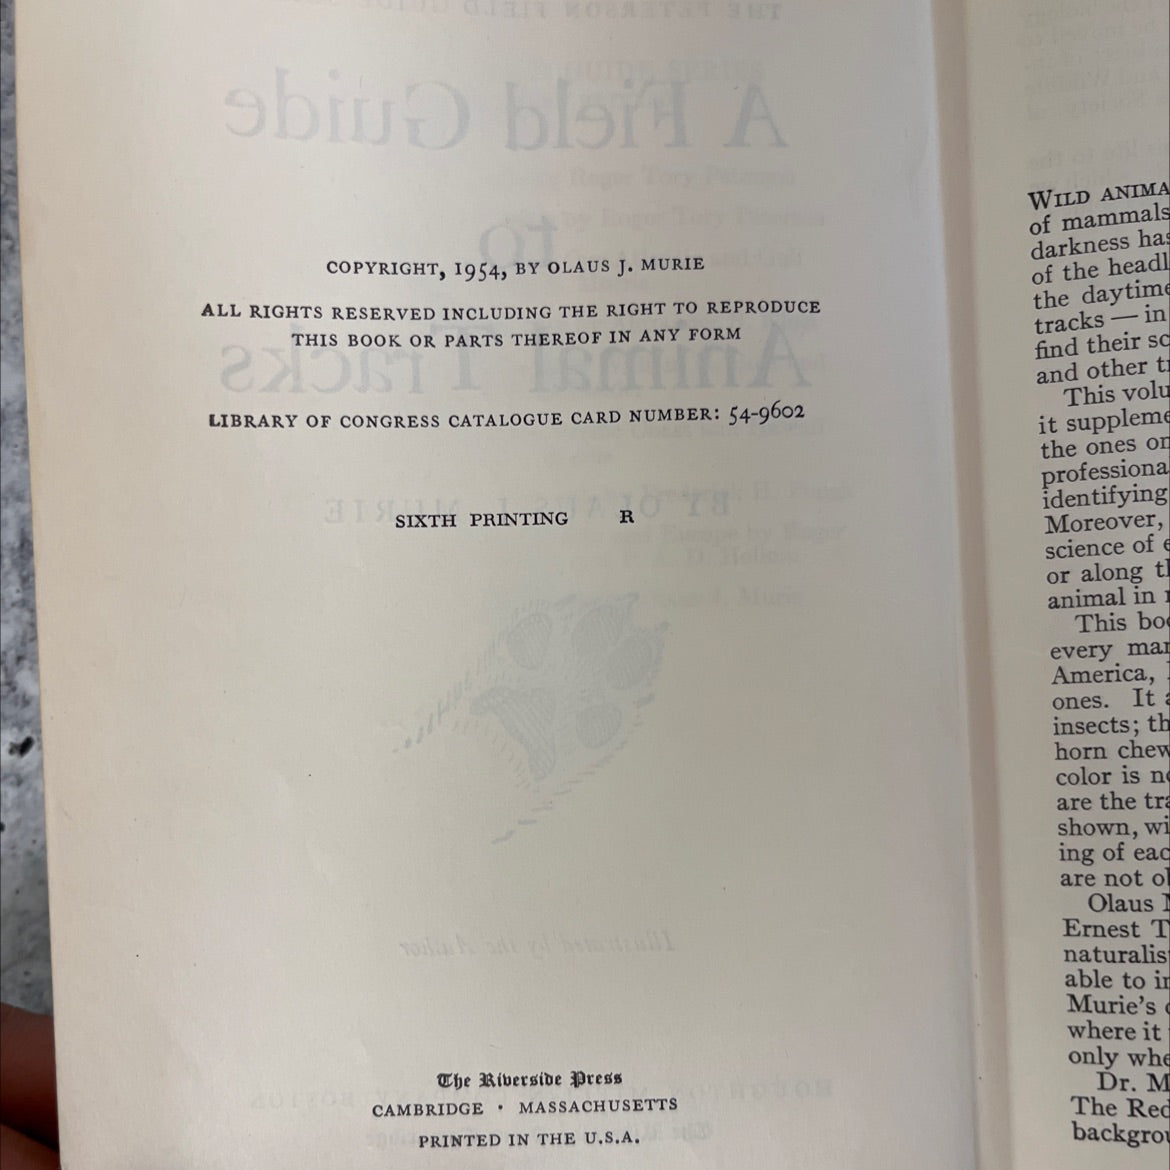 COPYRIGHT, 1954, BY OLAUS J. MURIE
ALL RIGHTS RESERVED INCLUDING THE RIGHT TO REPRODUCE
THIS BOOK OR PARTS THEREOF IN ANY FORM
LIBRARY OF CONGRESS CATALOGUE CARD NUMBER: 54-9602
SIXTH PRINTING R
The Riverside Press
CAMBRIDGE · MASSACHUSETTS
PRINTED IN THE U.S.A.
WILD ANIMA
of mammals
darkness has
of the headl
the daytime
tracks — in
find their sc
and other tr
This volu
it suppleme
the ones on
professiona
identifying
Moreover,
science of e
or along th
animal in
This boo
every man
America,
ones. It a
insects; th
horn chew
color is no
are the tra
shown, wi
ing of eac
are not ol
Olaus M
Ernest T
naturalis
able to in
Murie's
where it
only whe
Dr. M
The Red
backgrou